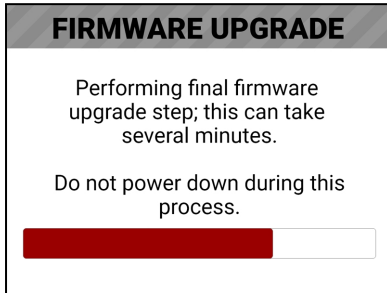 FIRMWARE UPGRADE
Performing final firmware
upgrade step; this can take
several minutes.
Do not power down during this
process.